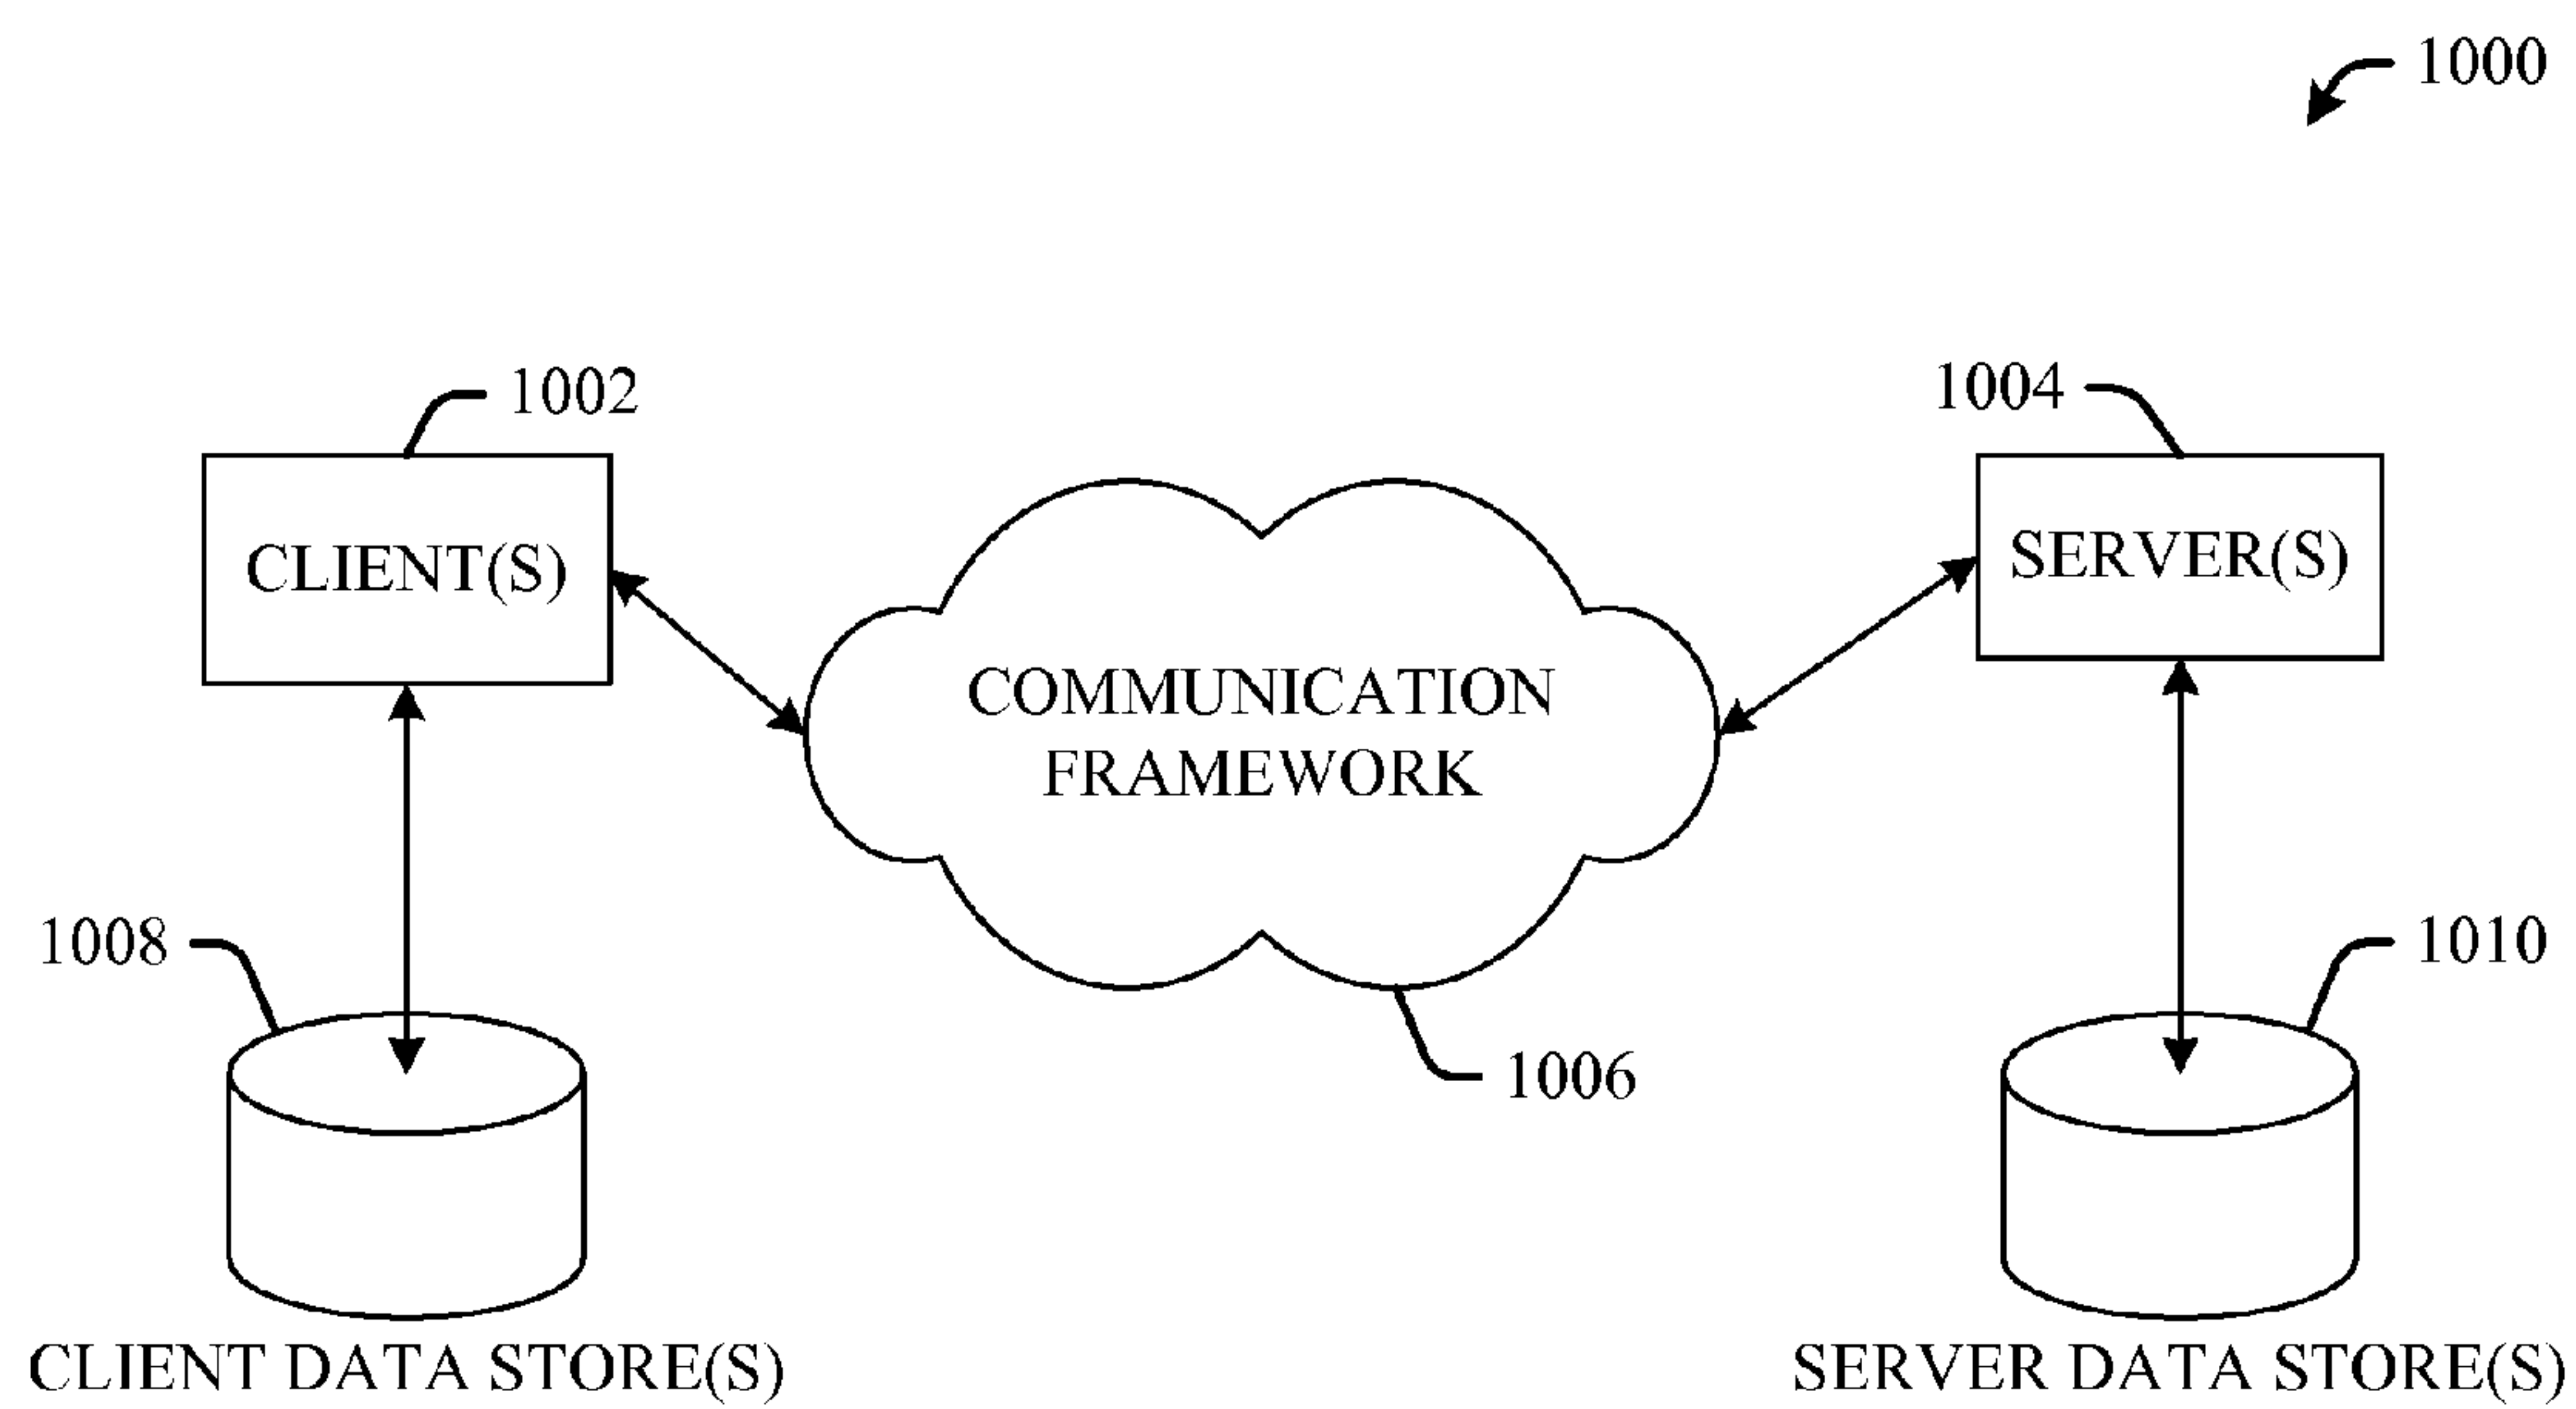 1000
1002
1004
CLIENT(S)
SERVER(S)
COMMUNICATION
FRAMEWORK
1008
1010
1006
CLIENT DATA STORE(S)
SERVER DATA STORE(S)